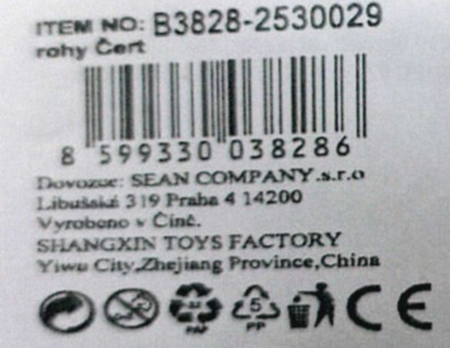 ITEM NO: B3828-2530029
rohy Čert
8 599330 038286
Dovozce: SEAN COMPANY.s.r.o
Libušská 319 Praha 4 14200
Vyrobeno v Číně.
SHANGXIN TOYS FACTORY
Yiwu City,Zhejiang Province,China
PAP 5 PP CE